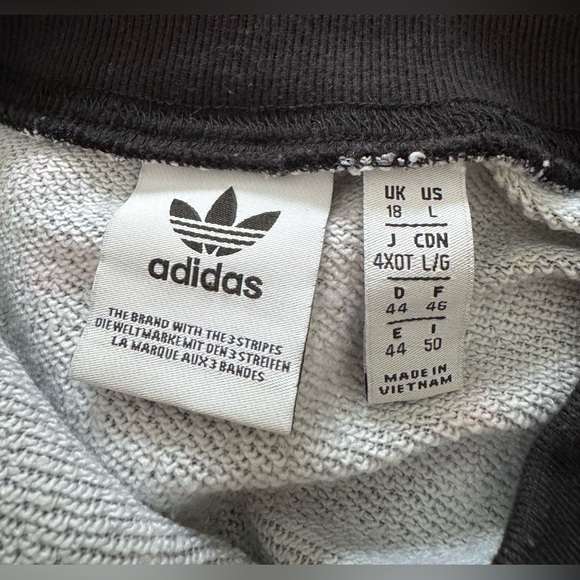 adidas
THE BRAND WITH THE 3 STRIPES
DIE WELTMARKE MIT DEN 3 STREIFEN
LA MARQUE AUX 3 BANDES
UK US
18 L
J CDN
4XOT L/G
D F
44 46
E I
44 50
MADE IN
VIETNAM